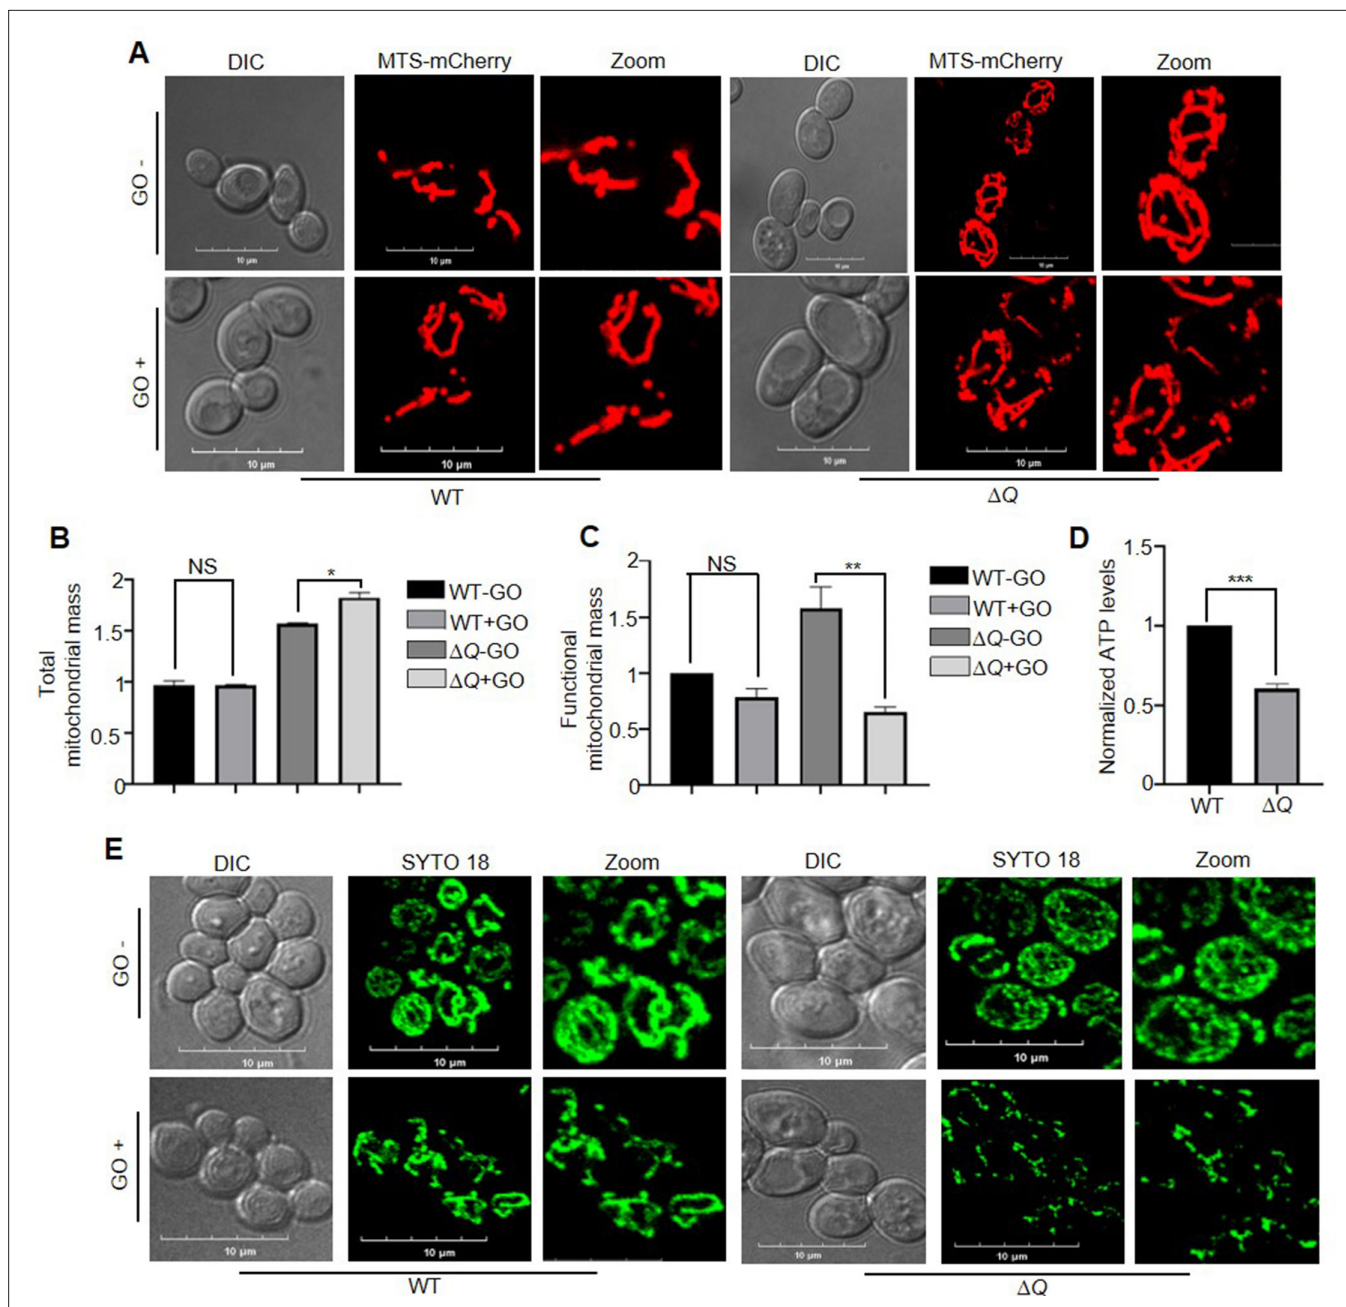 A
DIC MTS-mCherry Zoom DIC MTS-mCherry Zoom
GO -
10 µm 10 µm 10 µm 10 µm
GO +
10 µm 10 µm 10 µm 10 µm
WT ΔQ
B
Total
mitochondrial mass
2
1.5
1
0.5
0
NS *
WT-GO
WT+GO
ΔQ-GO
ΔQ+GO
C
Functional
mitochondrial mass
2
1.5
1
0.5
0
NS **
WT-GO
WT+GO
ΔQ-GO
ΔQ+GO
D
Normalized ATP levels
1.5
1
0.5
0
***
WT ΔQ
E
DIC SYTO 18 Zoom DIC SYTO 18 Zoom
GO -
10 µm 10 µm 10 µm 10 µm
GO +
10 µm 10 µm 10 µm 10 µm
WT ΔQ